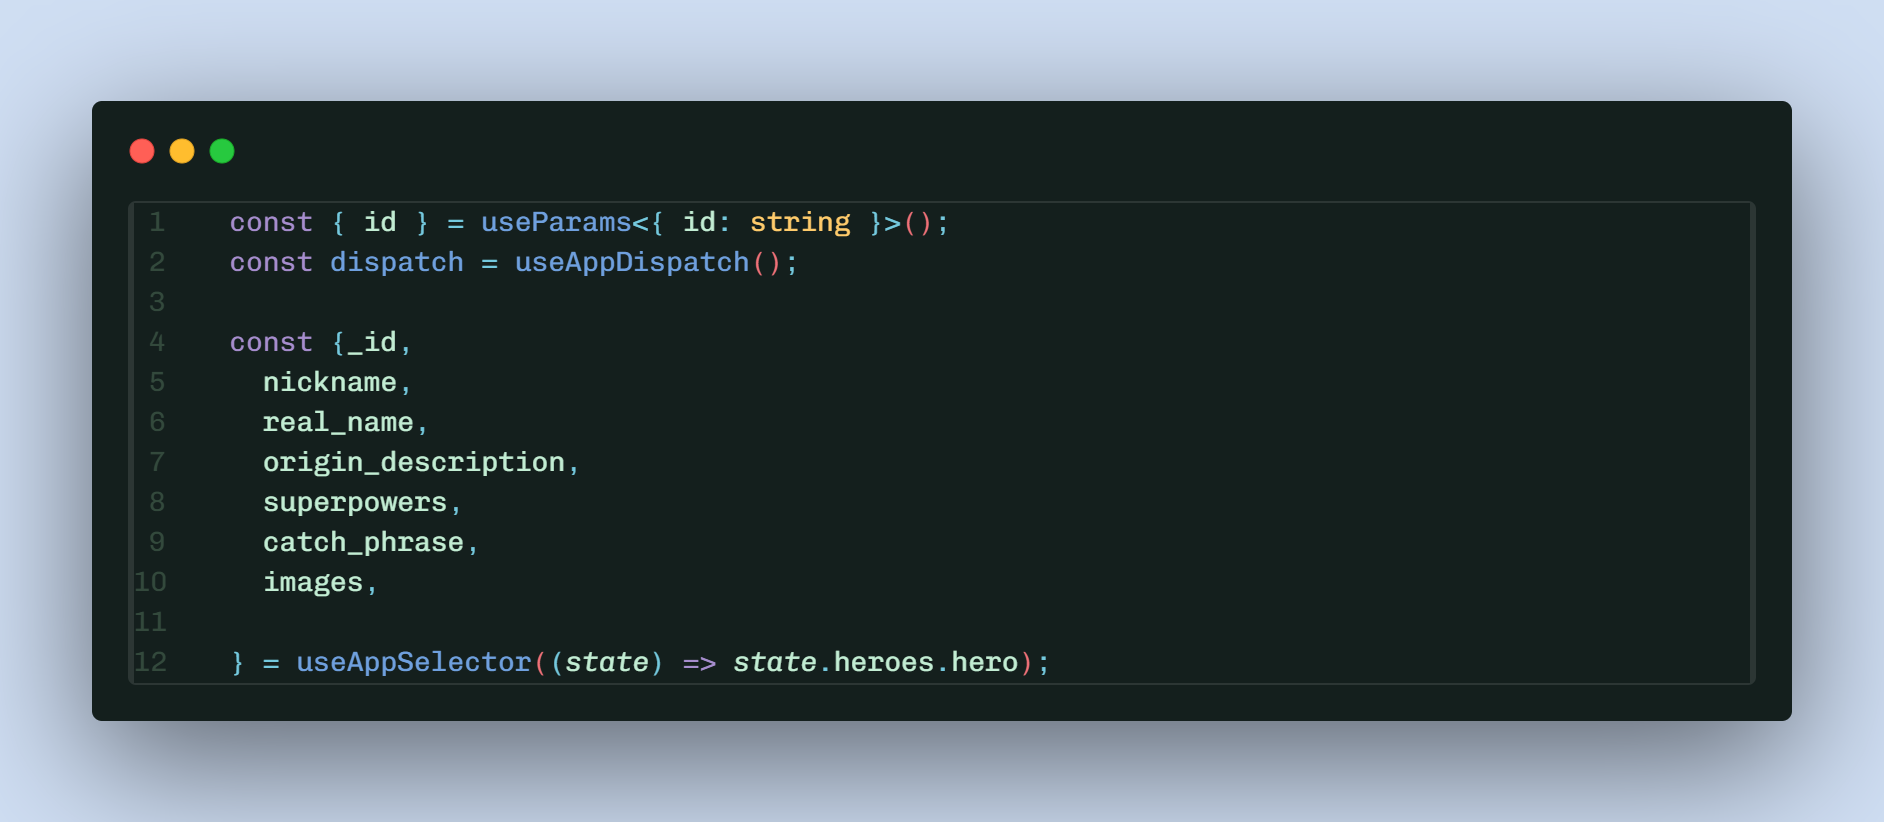 1 const { id } = useParams<{ id: string }>();
2 const dispatch = useAppDispatch();
3
4 const {_id,
5 nickname,
6 real_name,
7 origin_description,
8 superpowers,
9 catch_phrase,
10 images,
11
12 } = useAppSelector((state) => state.heroes.hero);